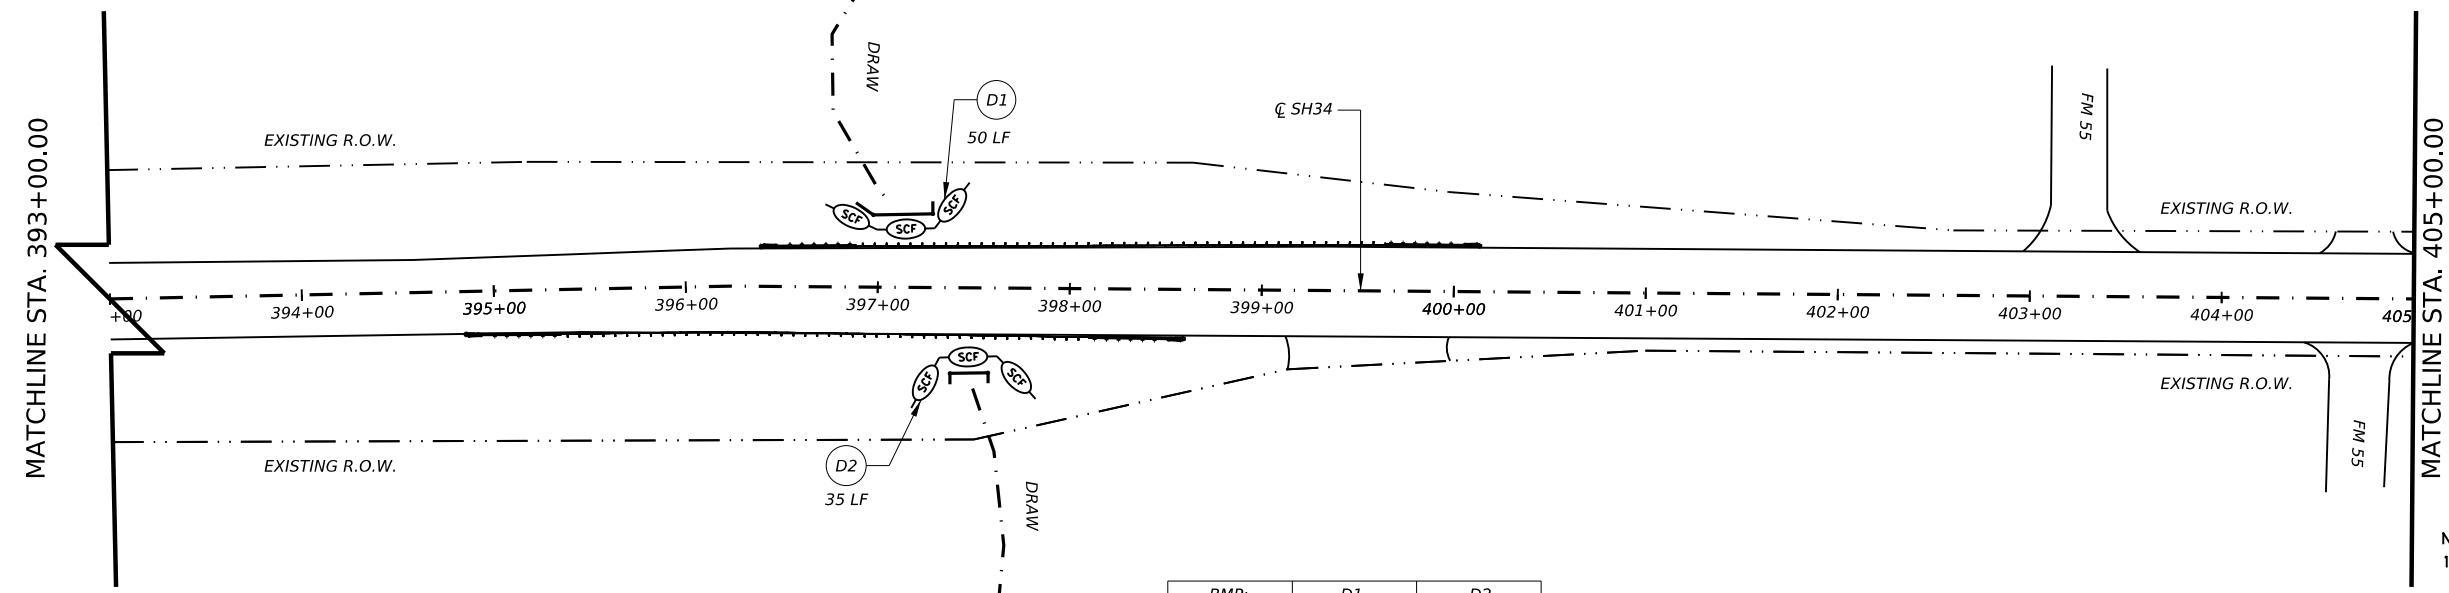 MATCHLINE STA. 393+00.00
EXISTING R.O.W.
DRAW
D1
50 LF
℄ SH34
FM 55
EXISTING R.O.W.
MATCHLINE STA. 405+00.00
SCF
SCF
SCF
+00
394+00
395+00
396+00
397+00
398+00
399+00
400+00
401+00
402+00
403+00
404+00
405
SCF
SCF
SCF
EXISTING R.O.W.
D2
35 LF
DRAW
EXISTING R.O.W.
FM 55